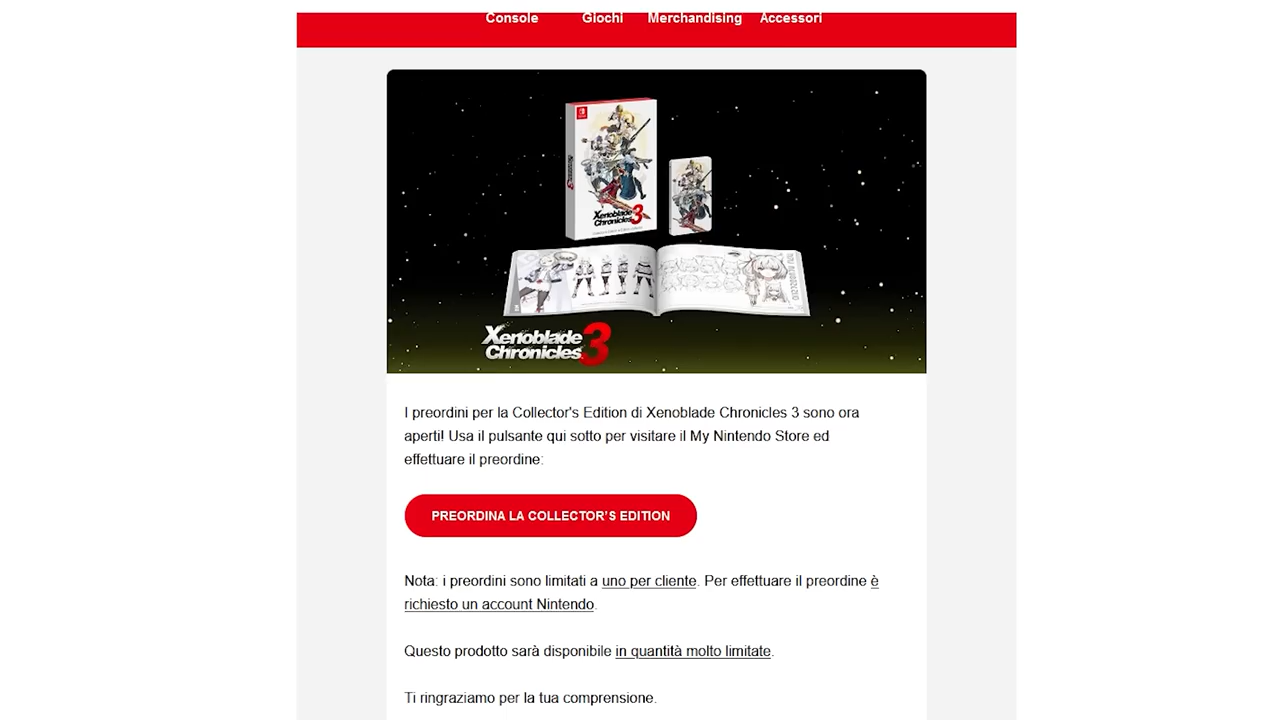 Console Giochi Merchandising Accessori
Xenoblade
Chronicles 3
Xenoblade
Chronicles 3
I preordini per la Collector's Edition di Xenoblade Chronicles 3 sono ora
aperti! Usa il pulsante qui sotto per visitare il My Nintendo Store ed
effettuare il preordine:
PREORDINA LA COLLECTOR'S EDITION
Nota: i preordini sono limitati a uno per cliente. Per effettuare il preordine è
richiesto un account Nintendo.
Questo prodotto sarà disponibile in quantità molto limitate.
Ti ringraziamo per la tua comprensione.